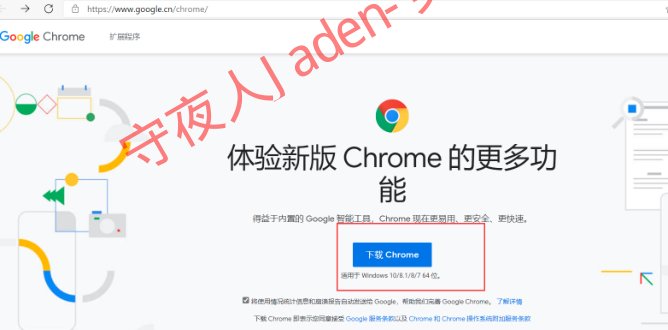 https://www.google.cn/chrome/
Google Chrome 扩展程序
守夜人J aden-
体验新版 Chrome 的更多功
能
得益于内置的 Google 智能工具，Chrome 现在更易用、更安全、更快速。
下载 Chrome
适用于 Windows 10/8.1/8/7 64 位。
将使用情况统计信息和崩溃报告自动发送给 Google，帮助我们完善 Google Chrome。 了解详情
下载 Chrome 即表示您同意接受 Google 服务条款以及 Chrome 和 Chrome 操作系统附加服务条款